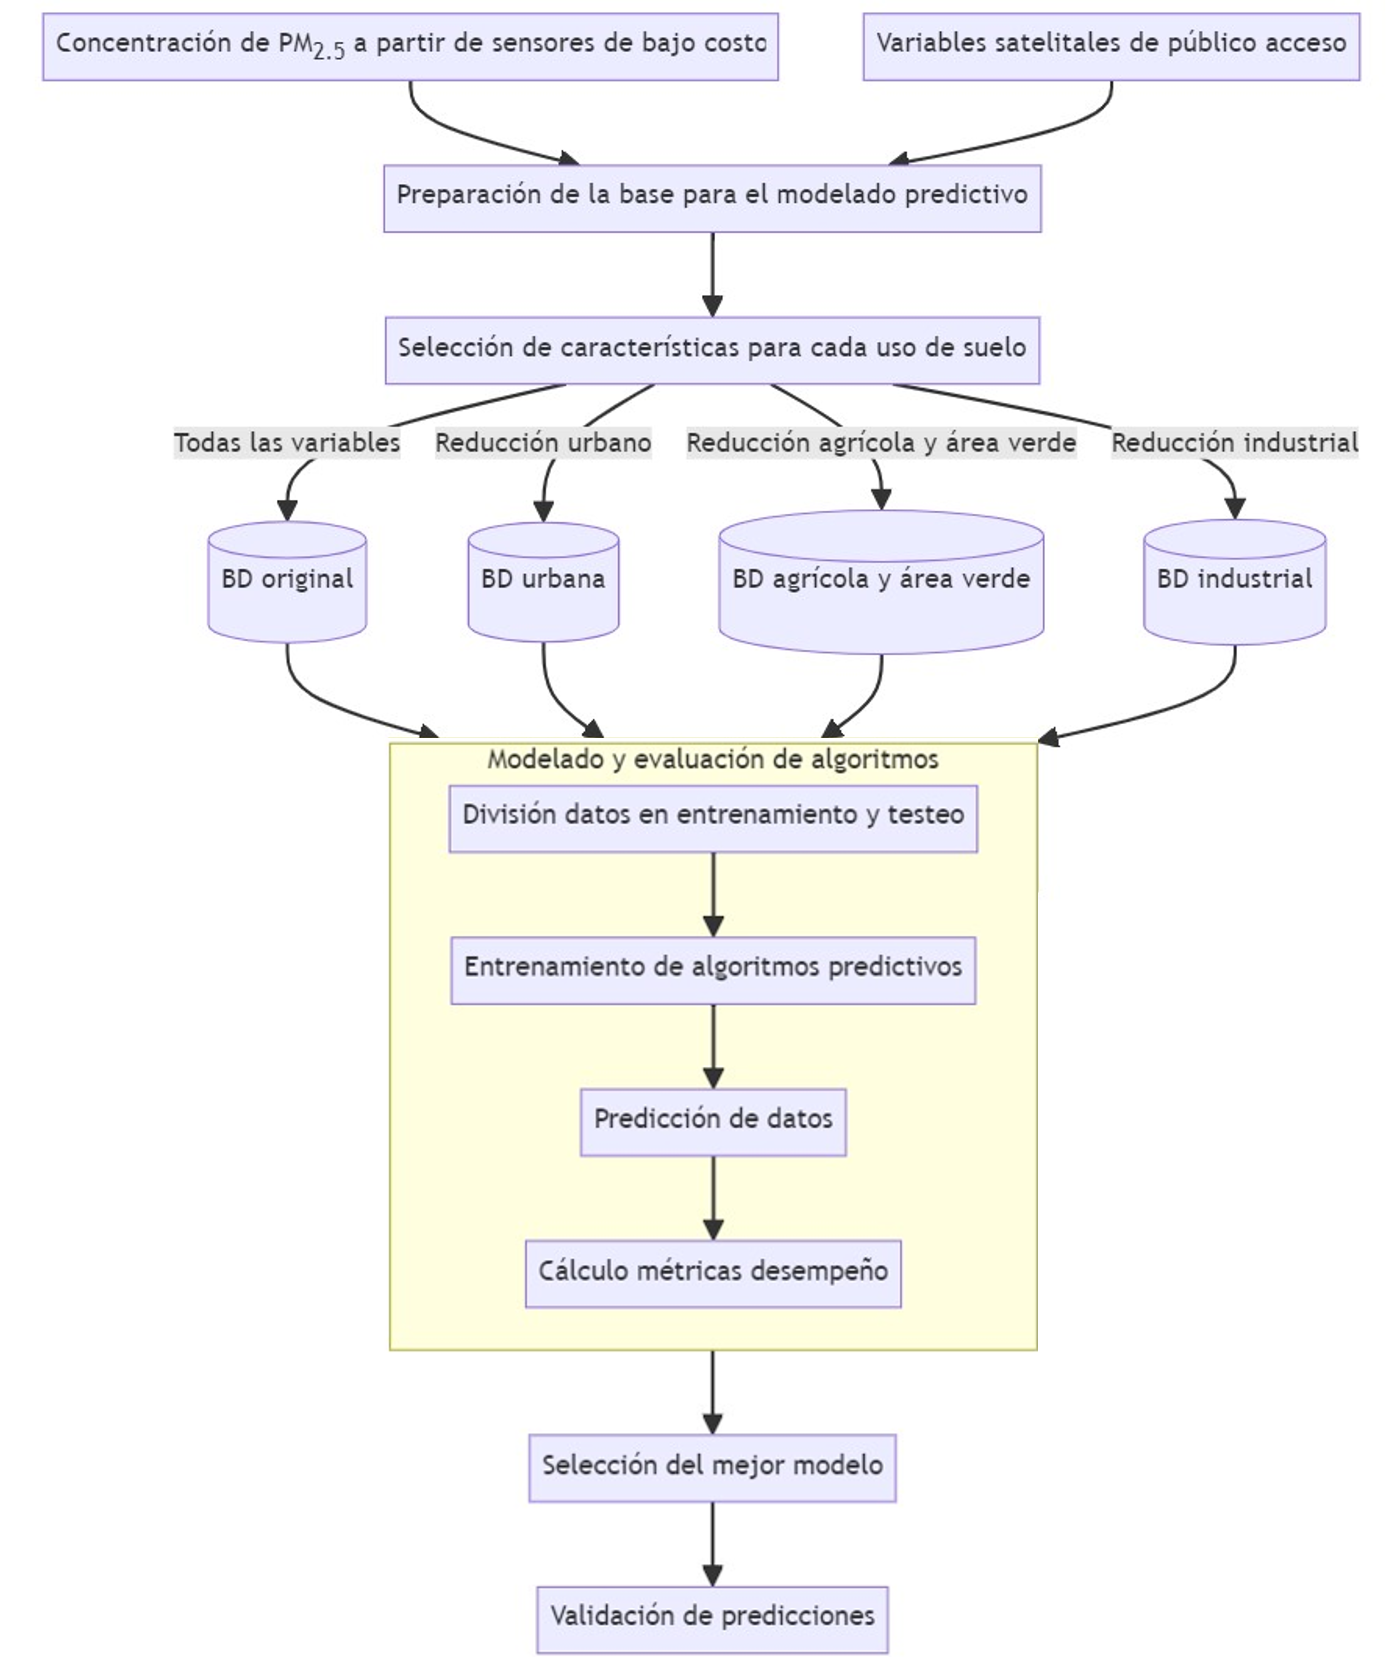 Concentración de PM2.5 a partir de sensores de bajo costo
Variables satelitales de público acceso
Preparación de la base para el modelado predictivo
Selección de características para cada uso de suelo
Todas las variables
Reducción urbano
Reducción agrícola y área verde
Reducción industrial
BD original
BD urbana
BD agrícola y área verde
BD industrial
Modelado y evaluación de algoritmos
División datos en entrenamiento y testeo
Entrenamiento de algoritmos predictivos
Predicción de datos
Cálculo métricas desempeño
Selección del mejor modelo
Validación de predicciones